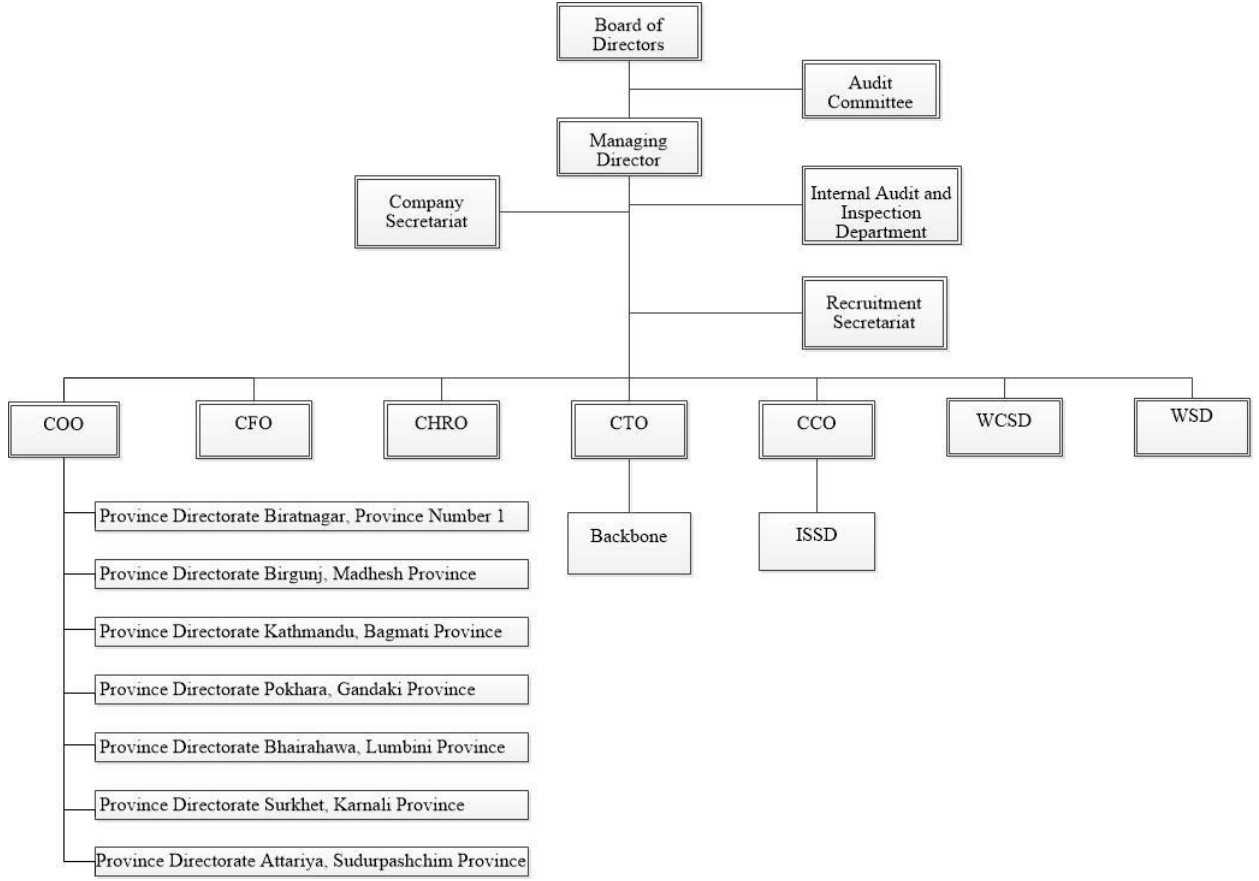 Board of
Directors
Audit
Committee
Managing
Director
Company
Secretariat
Internal Audit and
Inspection
Department
Recruitment
Secretariat
COO
CFO
CHRO
CTO
CCO
WCSD
WSD
Province Directorate Biratnagar, Province Number 1
Backbone
ISSD
Province Directorate Birgunj, Madhesh Province
Province Directorate Kathmandu, Bagmati Province
Province Directorate Pokhara, Gandaki Province
Province Directorate Bhairahawa, Lumbini Province
Province Directorate Surkhet, Karnali Province
Province Directorate Attariya, Sudurpashchim Province